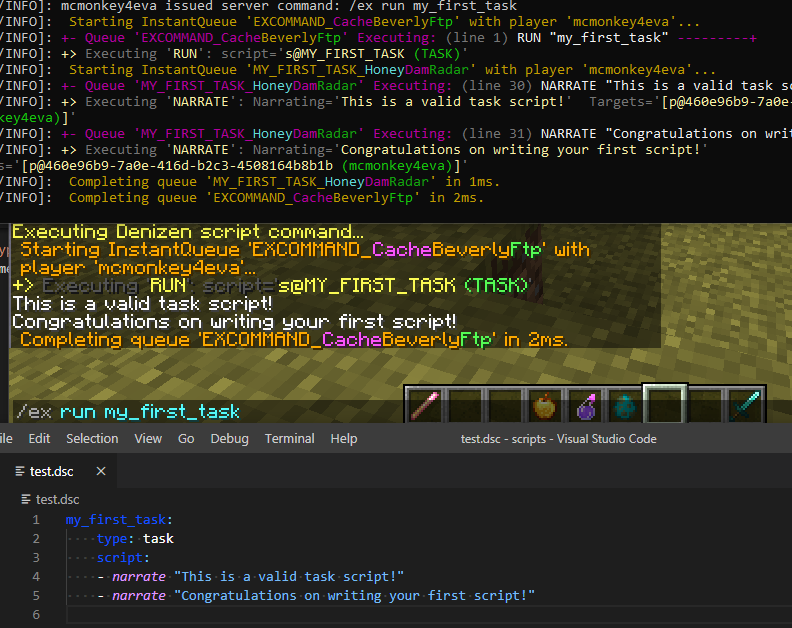 /INFO]: mcmonkey4eva issued server command: /ex run my_first_task
/INFO]:  Starting InstantQueue 'EXCOMMAND_CacheBeverlyFtp' with player 'mcmonkey4eva'...
/INFO]: +- Queue 'EXCOMMAND_CacheBeverlyFtp' Executing: (line 1) RUN "my_first_task" ---------+
/INFO]: +> Executing 'RUN': script='s@MY_FIRST_TASK (TASK)'
/INFO]:  Starting InstantQueue 'MY_FIRST_TASK_HoneyDamRadar' with player 'mcmonkey4eva'...
/INFO]: +- Queue 'MY_FIRST_TASK_HoneyDamRadar' Executing: (line 30) NARRATE "This is a valid task sc
/INFO]: +> Executing 'NARRATE': Narrating='This is a valid task script!'  Targets='[p@460e96b9-7a0e-
key4eva)]'
/INFO]: +- Queue 'MY_FIRST_TASK_HoneyDamRadar' Executing: (line 31) NARRATE "Congratulations on writ
/INFO]: +> Executing 'NARRATE': Narrating='Congratulations on writing your first script!'
s='[p@460e96b9-7a0e-416d-b2c3-4508164b8b1b (mcmonkey4eva)]'
/INFO]:  Completing queue 'MY_FIRST_TASK_HoneyDamRadar' in 1ms.
/INFO]:  Completing queue 'EXCOMMAND_CacheBeverlyFtp' in 2ms.
Executing Denizen script command...
Starting InstantQueue 'EXCOMMAND_CacheBeverlyFtp' with
player 'mcmonkey4eva'...
+> Executing 'RUN': script='s@MY_FIRST_TASK (TASK)'
This is a valid task script!
Congratulations on writing your first script!
Completing queue 'EXCOMMAND_CacheBeverlyFtp' in 2ms.
/ex run my_first_task
ile Edit Selection View Go Debug Terminal Help test.dsc - scripts - Visual Studio Code
test.dsc ×
test.dsc
1 my_first_task:
2 ····type: task
3 ····script:
4 ····-·narrate·"This·is·a·valid·task·script!"
5 ····-·narrate·"Congratulations·on·writing·your·first·script!"
6